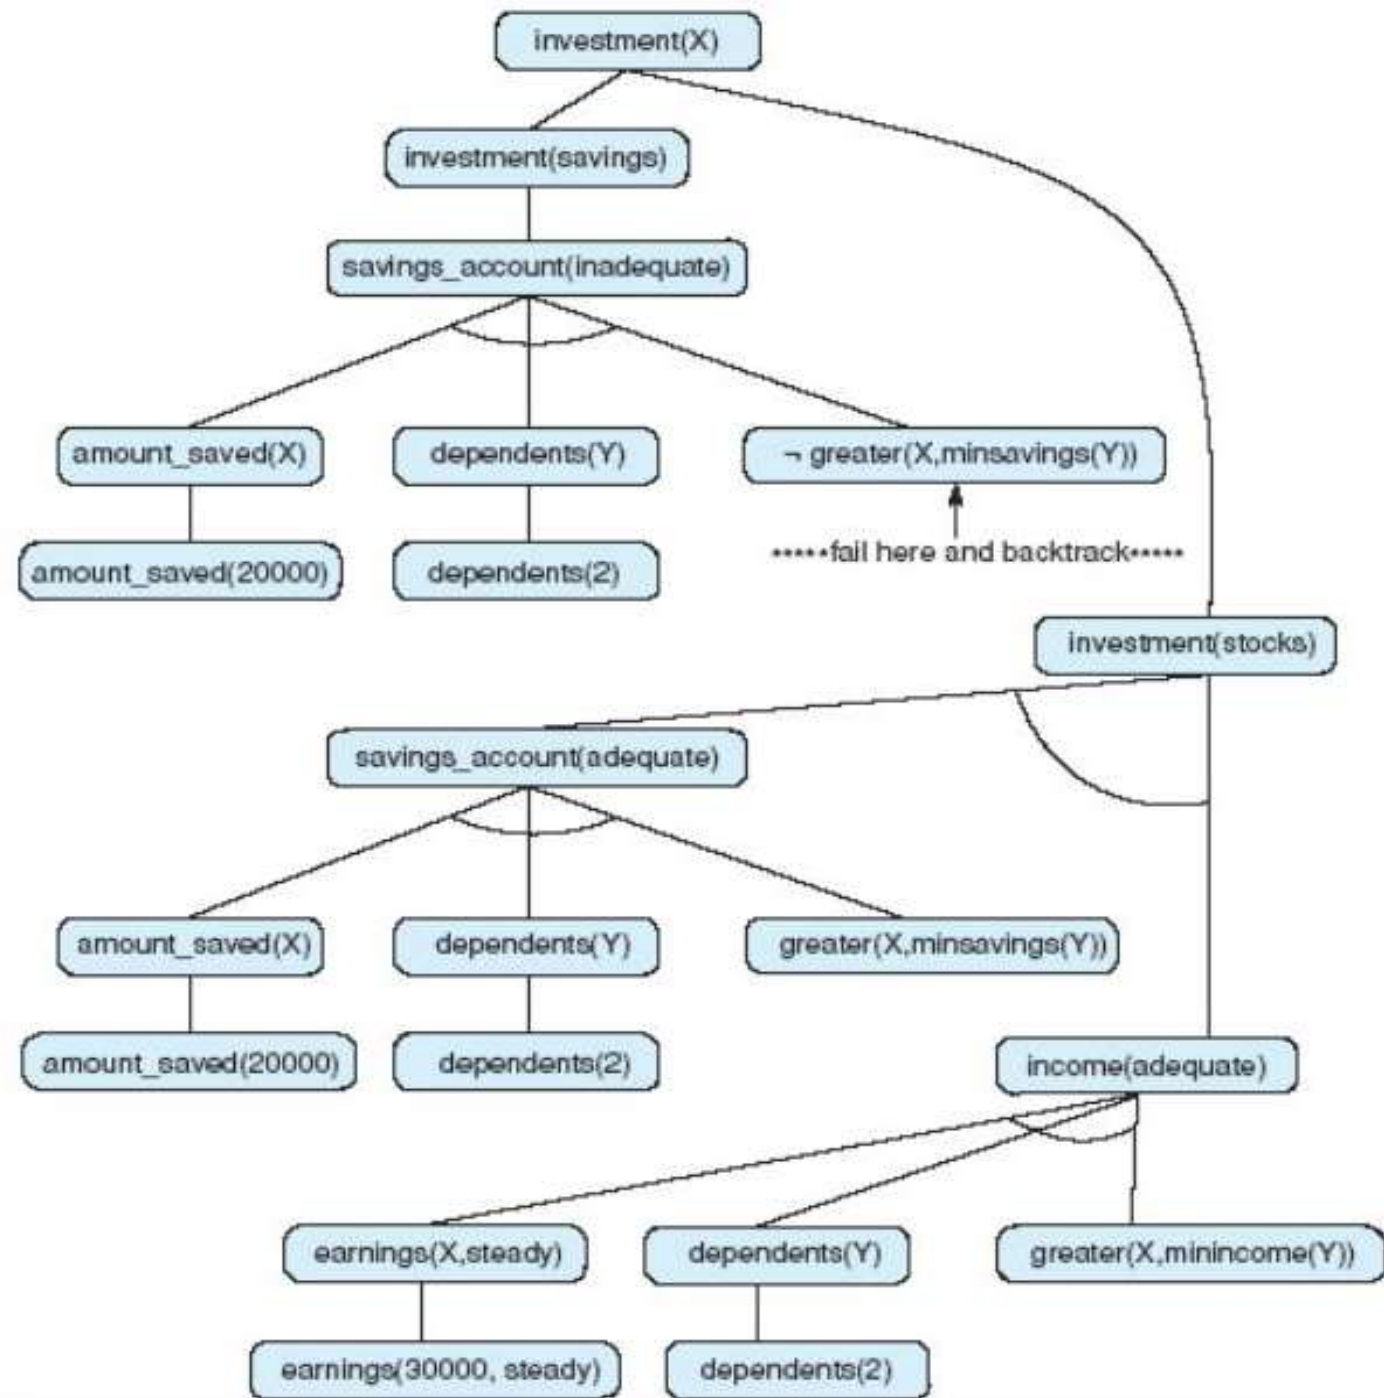 investment(X)
investment(savings)
savings_account(inadequate)
amount_saved(X)
dependents(Y)
¬ greater(X,minsavings(Y))
amount_saved(20000)
dependents(2)
•••••fail here and backtrack•••••
investment(stocks)
savings_account(adequate)
amount_saved(X)
dependents(Y)
greater(X,minsavings(Y))
amount_saved(20000)
dependents(2)
income(adequate)
earnings(X,steady)
dependents(Y)
greater(X,minincome(Y))
earnings(30000, steady)
dependents(2)